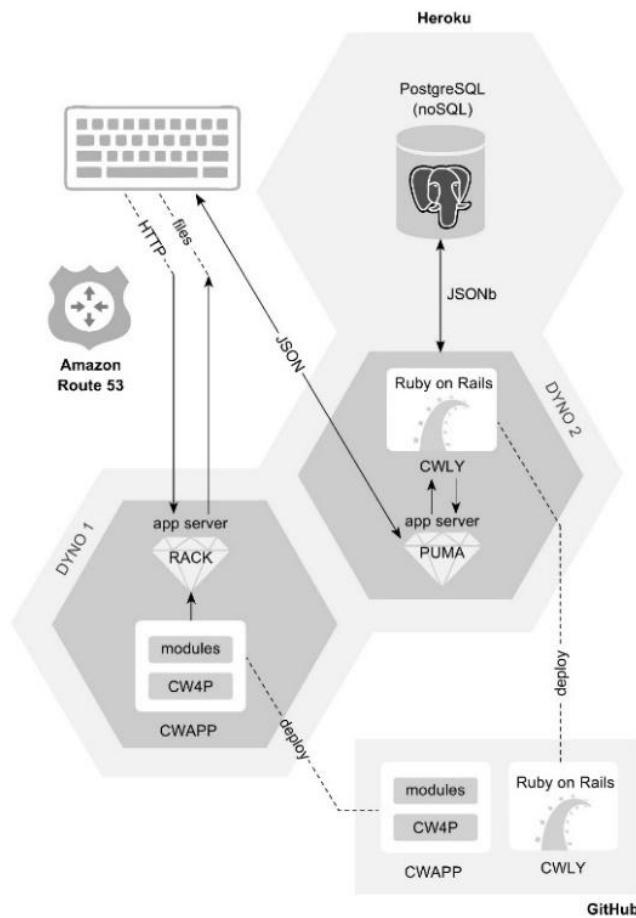 Heroku
PostgreSQL
(noSQL)
HTTP
files
JSONb
JSON
Amazon
Route 53
Ruby on Rails
DYNO 2
CWLY
app server
PUMA
DYNO 1
app server
RACK
modules
CW4P
CWAPP
deploy
deploy
modules
CW4P
CWAPP
Ruby on Rails
CWLY
GitHub